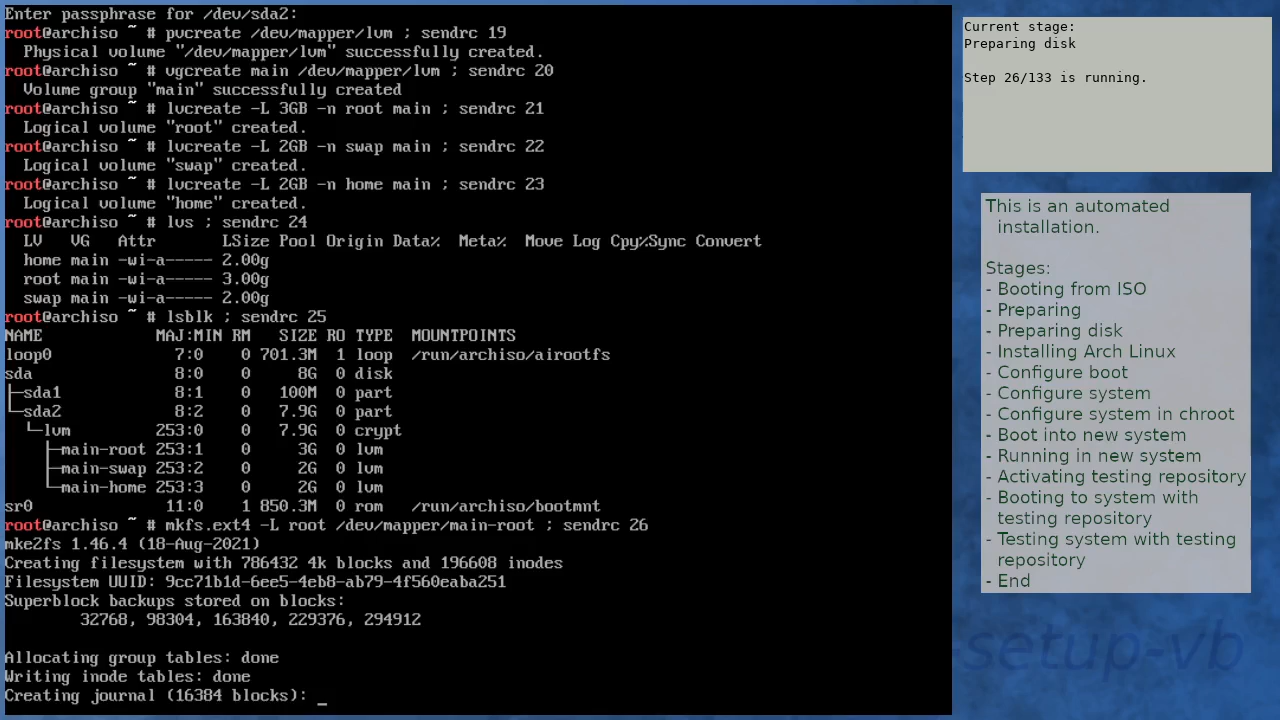 Enter passphrase for /dev/sda2:
root@archiso ~ # pvcreate /dev/mapper/lvm ; sendrc 19
  Physical volume "/dev/mapper/lvm" successfully created.
root@archiso ~ # vgcreate main /dev/mapper/lvm ; sendrc 20
  Volume group "main" successfully created
root@archiso ~ # lvcreate -L 3GB -n root main ; sendrc 21
  Logical volume "root" created.
root@archiso ~ # lvcreate -L 2GB -n swap main ; sendrc 22
  Logical volume "swap" created.
root@archiso ~ # lvcreate -L 2GB -n home main ; sendrc 23
  Logical volume "home" created.
root@archiso ~ # lvs ; sendrc 24
  LV   VG   Attr       LSize Pool Origin Data%  Meta%  Move Log Cpy%Sync Convert
  home main -wi-a----- 2.00g
  root main -wi-a----- 3.00g
  swap main -wi-a----- 2.00g
root@archiso ~ # lsblk ; sendrc 25
NAME            MAJ:MIN RM   SIZE RO TYPE  MOUNTPOINTS
loop0             7:0    0 701.3M  1 loop  /run/archiso/airootfs
sda               8:0    0     8G  0 disk
├─sda1            8:1    0   100M  0 part
└─sda2            8:2    0   7.9G  0 part
  └─lvm         253:0    0   7.9G  0 crypt
    ├─main-root 253:1    0     3G  0 lvm
    ├─main-swap 253:2    0     2G  0 lvm
    └─main-home 253:3    0     2G  0 lvm
sr0              11:0    1 850.3M  0 rom   /run/archiso/bootmnt
root@archiso ~ # mkfs.ext4 -L root /dev/mapper/main-root ; sendrc 26
mke2fs 1.46.4 (18-Aug-2021)
Creating filesystem with 786432 4k blocks and 196608 inodes
Filesystem UUID: 9cc71b1d-6ee5-4eb8-ab79-4f560eaba251
Superblock backups stored on blocks:
        32768, 98304, 163840, 229376, 294912

Allocating group tables: done
Writing inode tables: done
Creating journal (16384 blocks): _
Current stage:
Preparing disk
Step 26/133 is running.
This is an automated
installation.
Stages:
- Booting from ISO
- Preparing
- Preparing disk
- Installing Arch Linux
- Configure boot
- Configure system
- Configure system in chroot
- Boot into new system
- Running in new system
- Activating testing repository
- Booting to system with
testing repository
- Testing system with testing
repository
- End
-setup-vb